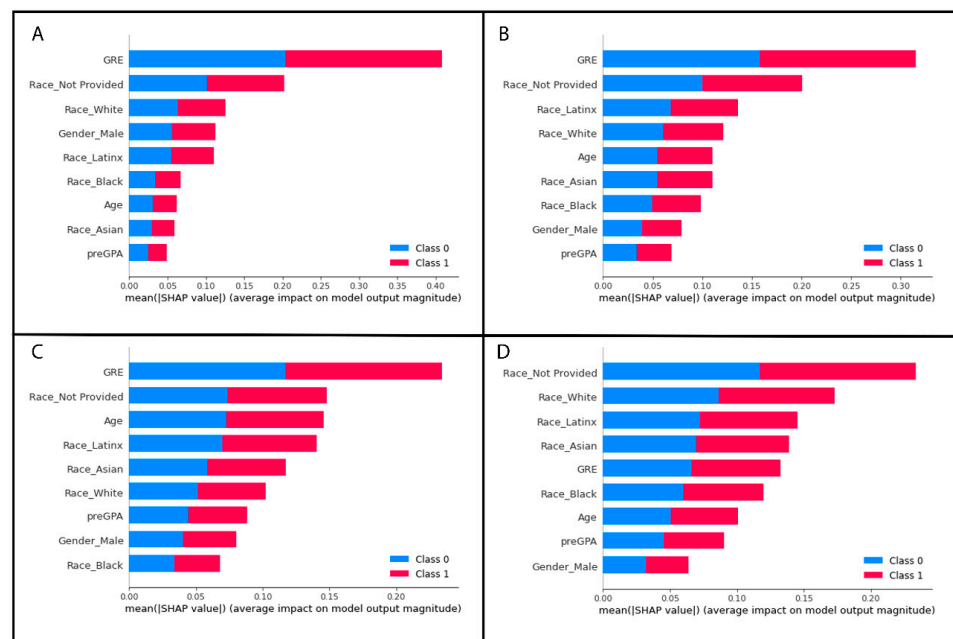 A
GRE
Race_Not Provided
Race_White
Gender_Male
Race_Latinx
Race_Black
Age
Race_Asian
preGPA
Class 0
Class 1
0.00 0.05 0.10 0.15 0.20 0.25 0.30 0.35 0.40
mean(|SHAP value|) (average impact on model output magnitude)
B
GRE
Race_Not Provided
Race_Latinx
Race_White
Age
Race_Asian
Race_Black
Gender_Male
preGPA
Class 0
Class 1
0.00 0.05 0.10 0.15 0.20 0.25 0.30
mean(|SHAP value|) (average impact on model output magnitude)
C
GRE
Race_Not Provided
Age
Race_Latinx
Race_Asian
Race_White
preGPA
Gender_Male
Race_Black
Class 0
Class 1
0.00 0.05 0.10 0.15 0.20
mean(|SHAP value|) (average impact on model output magnitude)
D
Race_Not Provided
Race_White
Race_Latinx
Race_Asian
GRE
Race_Black
Age
preGPA
Gender_Male
Class 0
Class 1
0.00 0.05 0.10 0.15 0.20
mean(|SHAP value|) (average impact on model output magnitude)